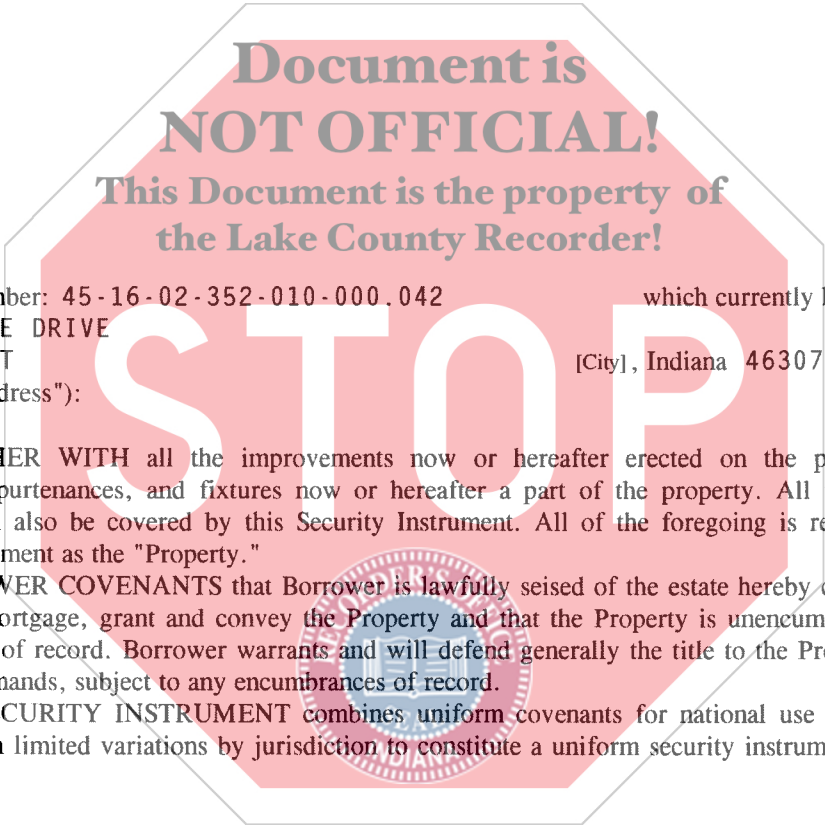 Document is
NOT OFFICIAL!
This Document is the property of
the Lake County Recorder!
nber: 45-16-02-352-010-000.042 which currently
E DRIVE
T [City], Indiana 46307
dress"):
STOP
IER WITH all the improvements now or hereafter erected on the p
purtenances, and fixtures now or hereafter a part of the property. All
also be covered by this Security Instrument. All of the foregoing is re
ment as the "Property."
WER COVENANTS that Borrower is lawfully seised of the estate hereby
ortgage, grant and convey the Property and that the Property is unencum
of record. Borrower warrants and will defend generally the title to the Pro
mands, subject to any encumbrances of record.
CURITY INSTRUMENT combines uniform covenants for national use
limited variations by jurisdiction to constitute a uniform security instrum
RECORDER'S OFFICE
INDIANA